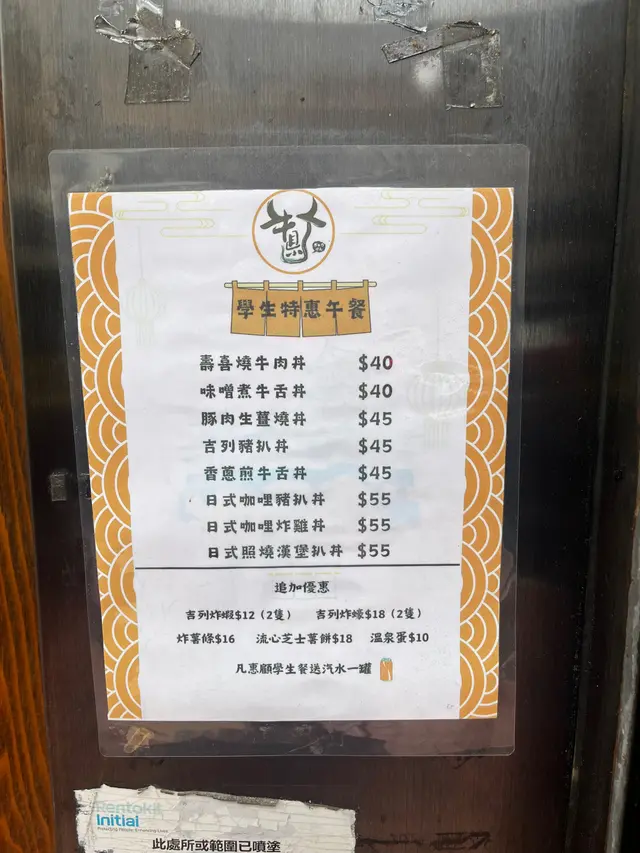 學生特惠午餐
壽喜燒牛肉丼 $40
味噌煮牛舌丼 $40
豚肉生薑燒丼 $45
吉列豬扒丼 $45
香蔥煎牛舌丼 $45
日式咖哩豬扒丼 $55
日式咖哩炸雞丼 $55
日式照燒漢堡扒丼 $55
追加優惠
吉列炸蝦$12（2隻） 吉列炸蠔$18（2隻）
炸薯條$16 流心芝士薯餅$18 溫泉蛋$10
凡惠顧學生餐送汽水一罐
Rentokil
Initial
此處所或範圍已噴塗